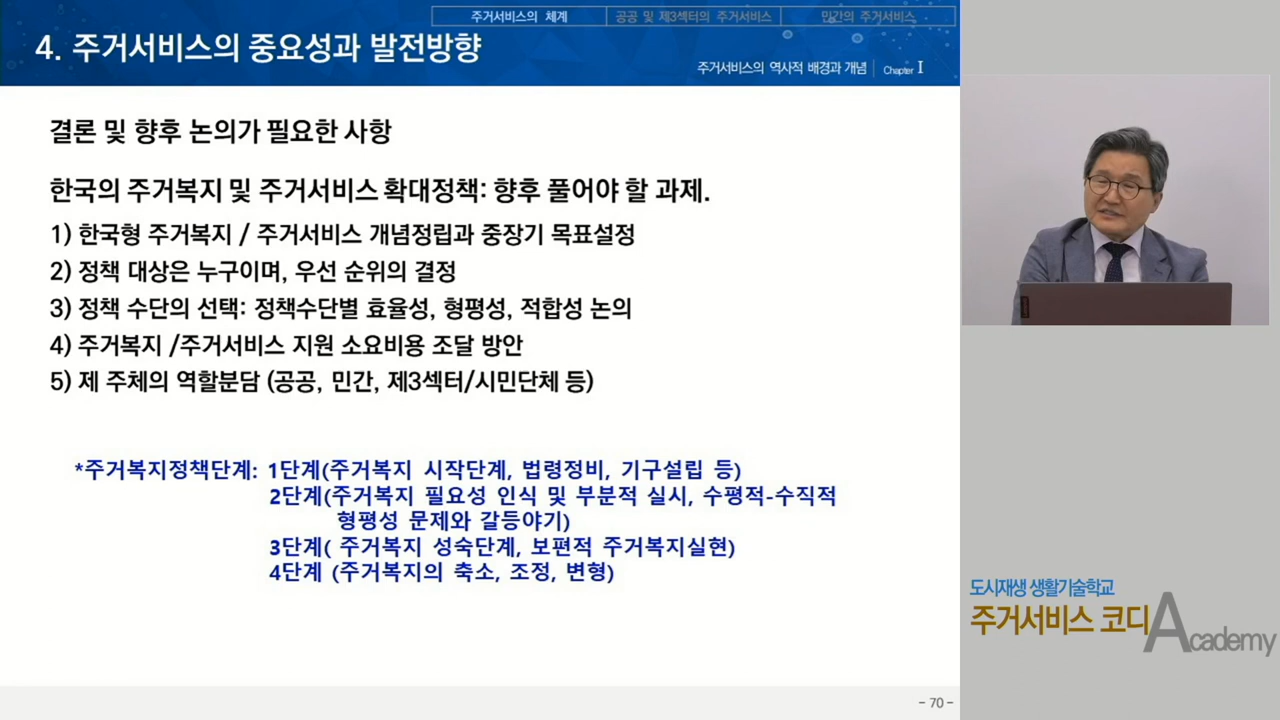 주거서비스의 체계
공공 및 제3섹터의 주거서비스
민간의 주거서비스
4. 주거서비스의 중요성과 발전방향
주거서비스의 역사적 배경과 개념 Chapter I
결론 및 향후 논의가 필요한 사항
한국의 주거복지 및 주거서비스 확대정책: 향후 풀어야 할 과제.
1) 한국형 주거복지 / 주거서비스 개념정립과 중장기 목표설정
2) 정책 대상은 누구이며, 우선 순위의 결정
3) 정책 수단의 선택: 정책수단별 효율성, 형평성, 적합성 논의
4) 주거복지 /주거서비스 지원 소요비용 조달 방안
5) 제 주체의 역할분담 (공공, 민간, 제3섹터/시민단체 등)
*주거복지정책단계: 1단계(주거복지 시작단계, 법령정비, 기구설립 등)
2단계(주거복지 필요성 인식 및 부분적 실시, 수평적-수직적
형평성 문제와 갈등야기)
3단계( 주거복지 성숙단계, 보편적 주거복지실현)
4단계 (주거복지의 축소, 조정, 변형)
- 70 -
도시재생 생활기술학교
주거서비스 코디 Academy